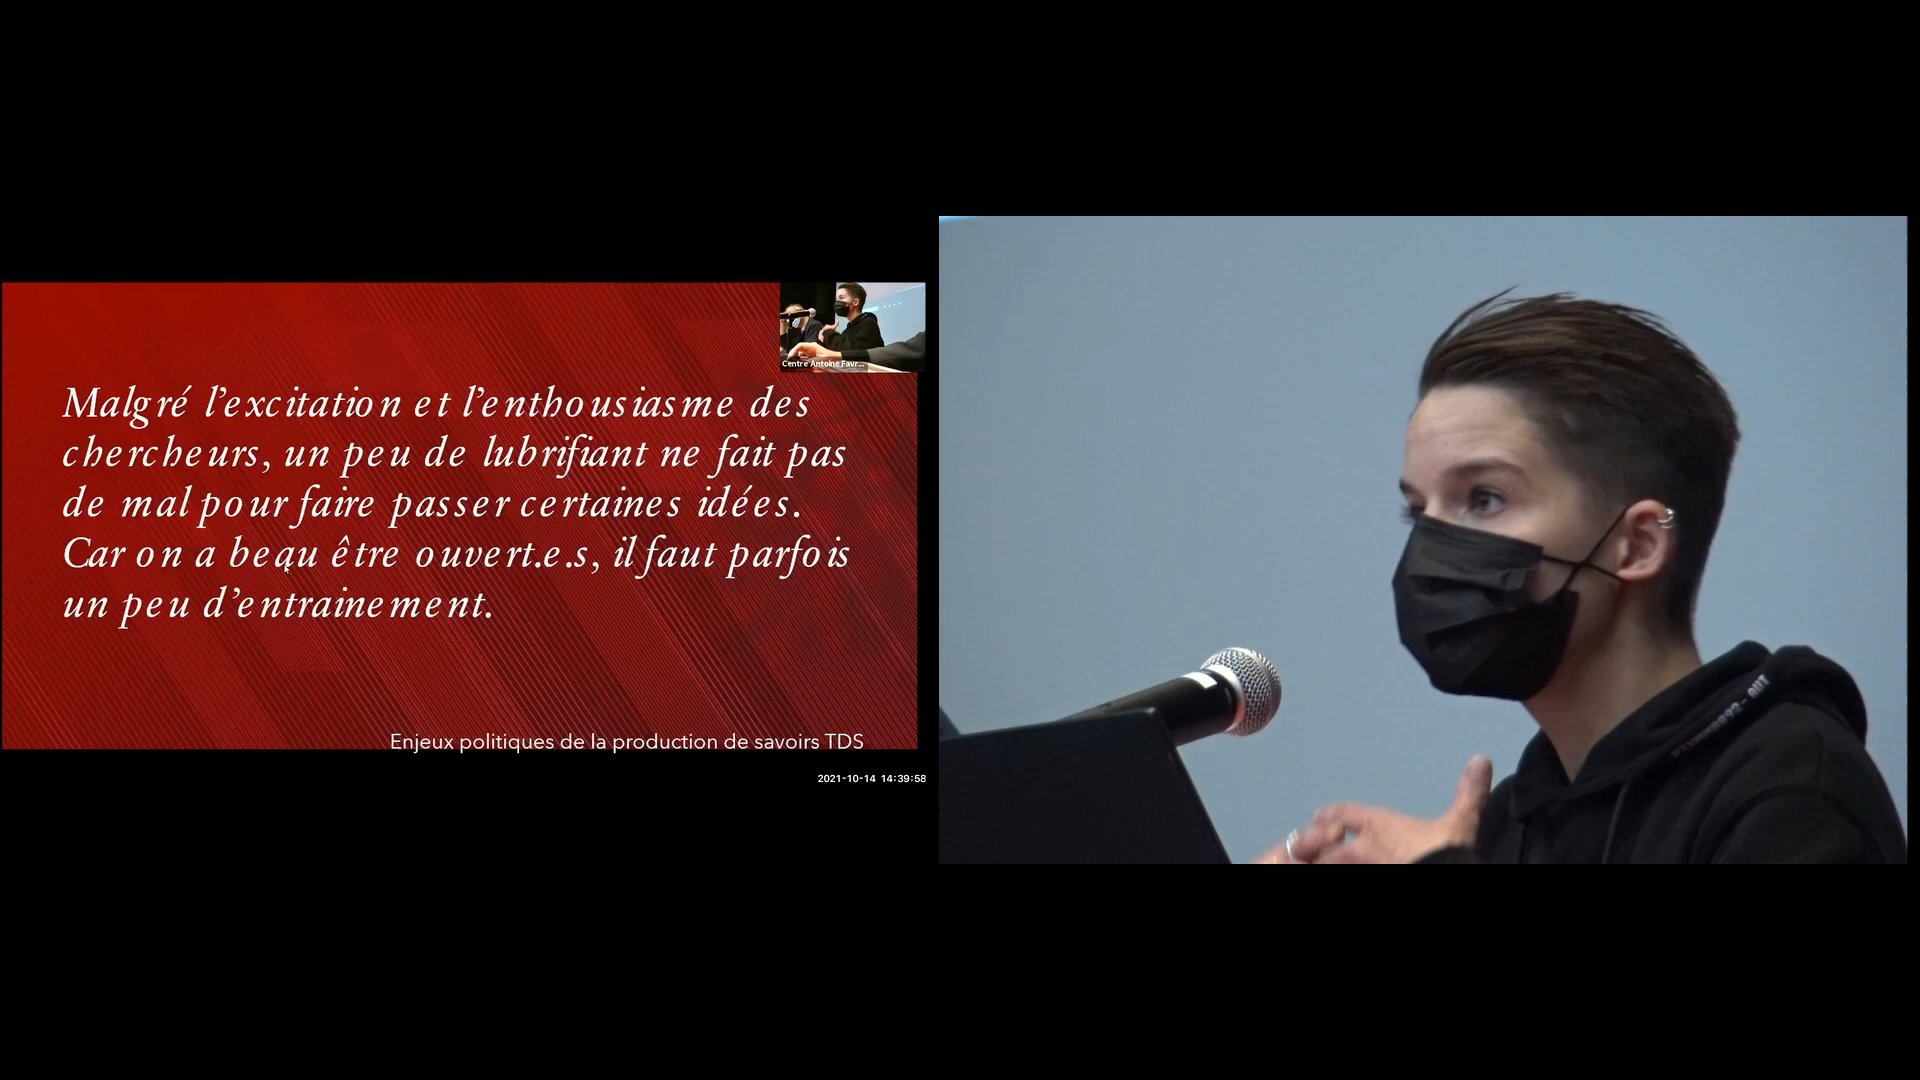 Centre Antoine Favr...
Malgré l’excitation et l’enthousiasme des
chercheurs, un peu de lubrifiant ne fait pas
de mal pour faire passer certaines idées.
Car on a beau être ouvert.e.s, il faut parfois
un peu d’entrainement.
Enjeux politiques de la production de savoirs TDS
2021-10-14 14:39:58